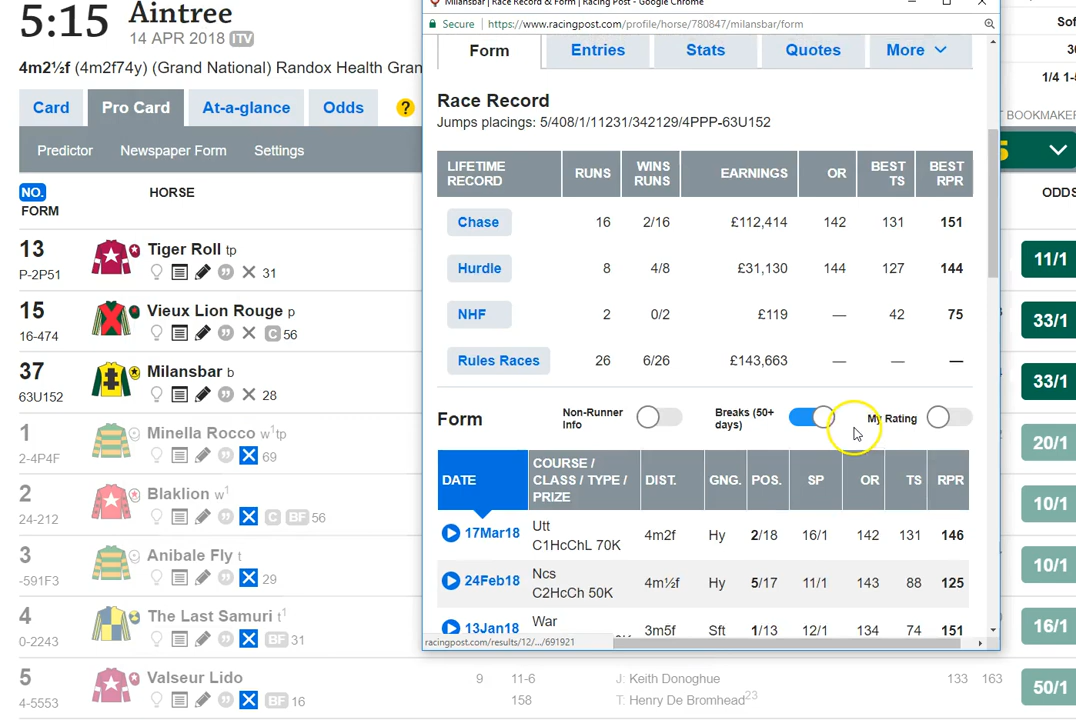 5:15
Aintree
14 APR 2018 ITV
4m2½f (4m2f74y) (Grand National) Randox Health Gran
Card
Pro Card
At-a-glance
Odds
?
Predictor
Newspaper Form
Settings
NO.
FORM
HORSE
13
Tiger Roll tp
P-2P51
31
11/1
15
Vieux Lion Rouge p
16-474
C 56
33/1
37
Milansbar b
63U152
28
33/1
1
Minella Rocco w1tp
2-4P4F
69
20/1
2
Blaklion w1
24-212
C BF 56
10/1
3
Anibale Fly t
-591F3
29
10/1
4
The Last Samuri t1
0-2243
BF 31
16/1
5
Valseur Lido
4-5553
BF 16
9
11-6
J: Keith Donoghue
133
163
158
T: Henry De Bromhead23
50/1
Milansbar | Race Record & Form | Racing Post - Google Chrome
Secure
https://www.racingpost.com/profile/horse/780847/milansbar/form
Form
Entries
Stats
Quotes
More
Race Record
Jumps placings: 5/408/1/11231/342129/4PPP-63U152
LIFETIME RECORD
RUNS
WINS RUNS
EARNINGS
OR
BEST TS
BEST RPR
Chase 16 2/16 £112,414 142 131 151
Hurdle 8 4/8 £31,130 144 127 144
NHF 2 0/2 £119 — 42 75
Rules Races 26 6/26 £143,663 — — —
Form
Non-Runner Info
Breaks (50+ days)
My Rating
DATE
COURSE / CLASS / TYPE / PRIZE
DIST.
GNG.
POS.
SP
OR
TS
RPR
17Mar18 Utt C1HcChL 70K 4m2f Hy 2/18 16/1 142 131 146
24Feb18 Ncs C2HcCh 50K 4m½f Hy 5/17 11/1 143 88 125
13Jan18 War 3m5f Sft 1/13 12/1 134 74 151
racingpost.com/results/12/.../691921
Sof
1/4 1-
BOOKMAKER
ODDS